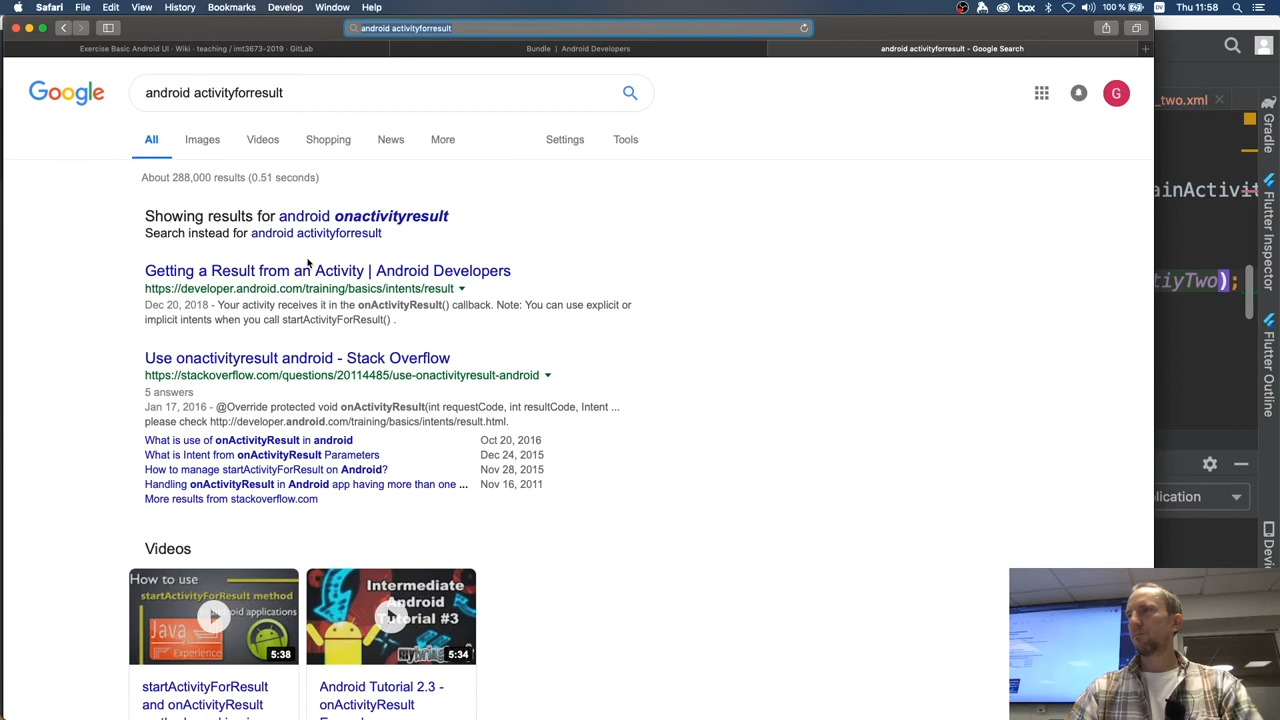 Safari File Edit View History Bookmarks Develop Window Help 100 % Fri 11:58
android activityforresult
Exercise Basic Android UI · Wiki · teaching / imt3673-2019 · GitLab
Bundle | Android Developers
android activityforresult - Google Search
Google
android activityforresult
G
_two.xml
All Images Videos Shopping News More Settings Tools
About 288,000 results (0.51 seconds)
Showing results for android onactivityresult
Search instead for android activityforresult
Getting a Result from an Activity | Android Developers
https://developer.android.com/training/basics/intents/result
Dec 20, 2018 - Your activity receives it in the onActivityResult() callback. Note: You can use explicit or
implicit intents when you call startActivityForResult() .
Use onactivityresult android - Stack Overflow
https://stackoverflow.com/questions/20114485/use-onactivityresult-android
5 answers
Jan 17, 2016 - @Override protected void onActivityResult(int requestCode, int resultCode, Intent ...
please check http://developer.android.com/training/basics/intents/result.html.
What is use of onActivityResult in android Oct 20, 2016
What is Intent from onActivityResult Parameters Dec 24, 2015
How to manage startActivityForResult on Android? Nov 28, 2015
Handling onActivityResult in Android app having more than one ... Nov 16, 2011
More results from stackoverflow.com
Videos
How to use
startActivityForResult method
android applications
Java
Experience
5:38
Intermediate
Android
Tutorial #3
5:34
startActivityForResult
and onActivityResult
Android Tutorial 2.3 -
onActivityResult
ainActivit
tiyTwo);
lication
Gradle
Flutter Inspector
Flutter Outline